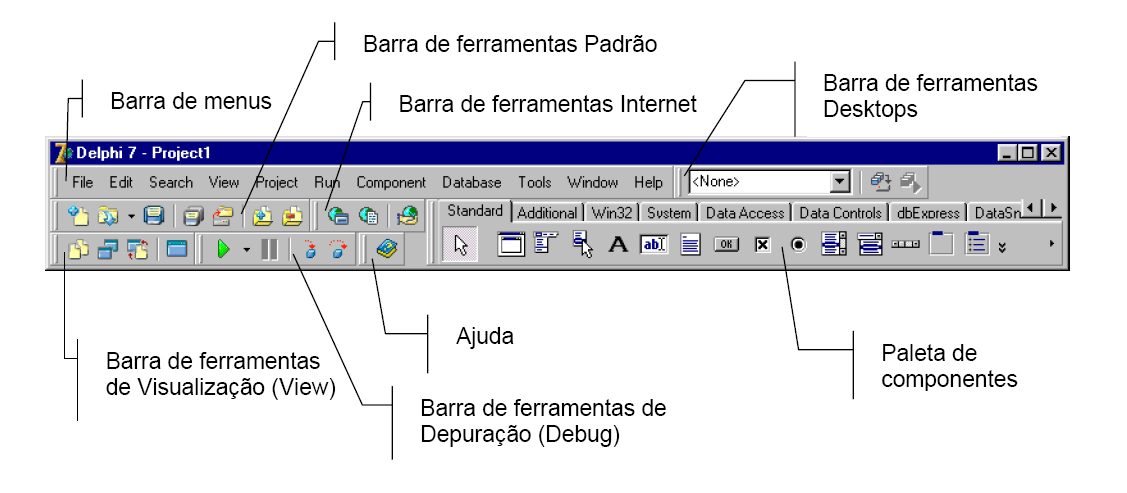 Barra de ferramentas Padrão
Barra de menus
Barra de ferramentas Internet
Barra de ferramentas
Desktops
Delphi 7 - Project1
File Edit Search View Project Run Component Database Tools Window Help <None>
Standard Additional Win32 System Data Access Data Controls dbExpress DataSn
A ab OK
Ajuda
Barra de ferramentas
de Visualização (View)
Paleta de
componentes
Barra de ferramentas de
Depuração (Debug)